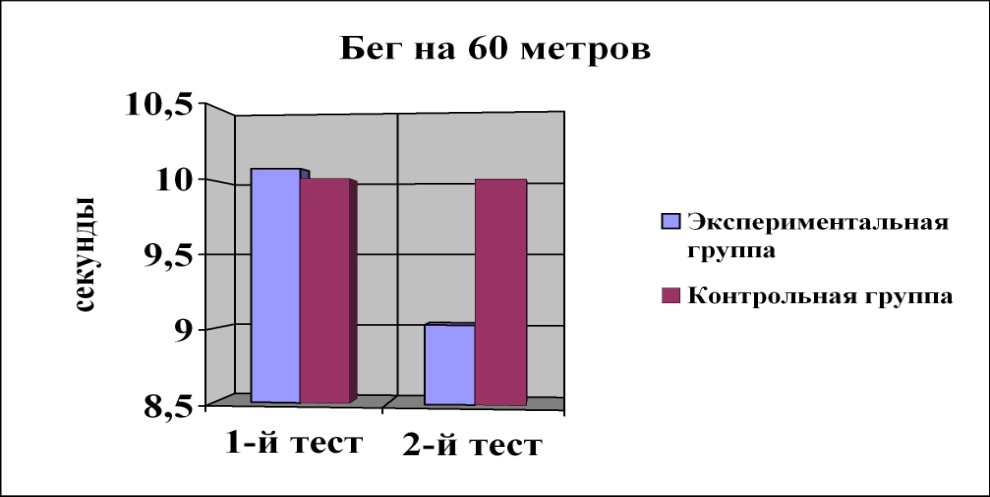 Бег на 60 метров
10,5
10
9,5
9
8,5
секунды
1-й тест
2-й тест
Экспериментальная
группа
Контрольная группа